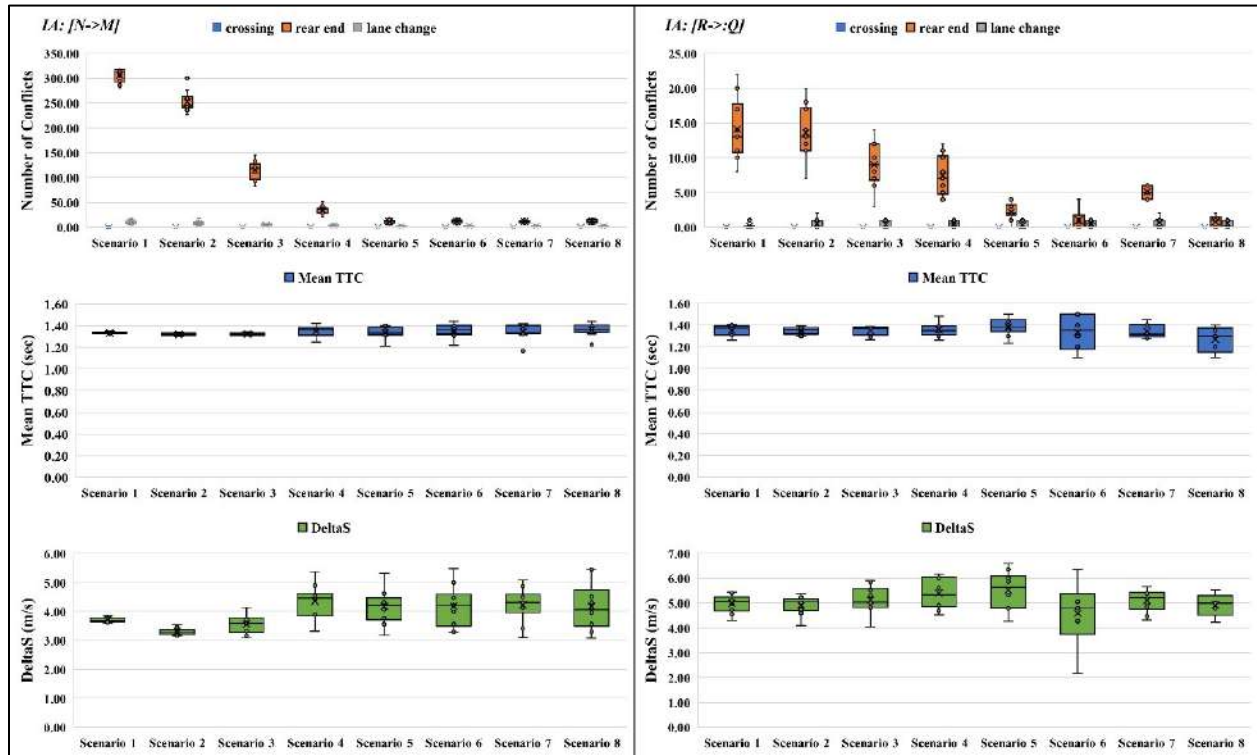 IA: [N->M]
crossing rear end lane change
Number of Conflicts
350.00
300.00
250.00
200.00
150.00
100.00
50.00
0.00
Scenario 1 Scenario 2 Scenario 3 Scenario 4 Scenario 5 Scenario 6 Scenario 7 Scenario 8
Mean TTC
Mean TTC (sec)
1.60
1.40
1.20
1.00
0.80
0.60
0.40
0.20
0.00
Scenario 1 Scenario 2 Scenario 3 Scenario 4 Scenario 5 Scenario 6 Scenario 7 Scenario 8
DeltaS
DeltaS (m/s)
6.00
5.00
4.00
3.00
2.00
1.00
0.00
Scenario 1 Scenario 2 Scenario 3 Scenario 4 Scenario 5 Scenario 6 Scenario 7 Scenario 8
IA: [R->:Q]
crossing rear end lane change
Number of Conflicts
25.00
20.00
15.00
10.00
5.00
0.00
Scenario 1 Scenario 2 Scenario 3 Scenario 4 Scenario 5 Scenario 6 Scenario 7 Scenario 8
Mean TTC
Mean TTC (sec)
1.60
1.40
1.20
1.00
0.80
0.60
0.40
0.20
0.00
Scenario 1 Scenario 2 Scenario 3 Scenario 4 Scenario 5 Scenario 6 Scenario 7 Scenario 8
DeltaS
DeltaS (m/s)
7.00
6.00
5.00
4.00
3.00
2.00
1.00
0.00
Scenario 1 Scenario 2 Scenario 3 Scenario 4 Scenario 5 Scenario 6 Scenario 7 Scenario 8